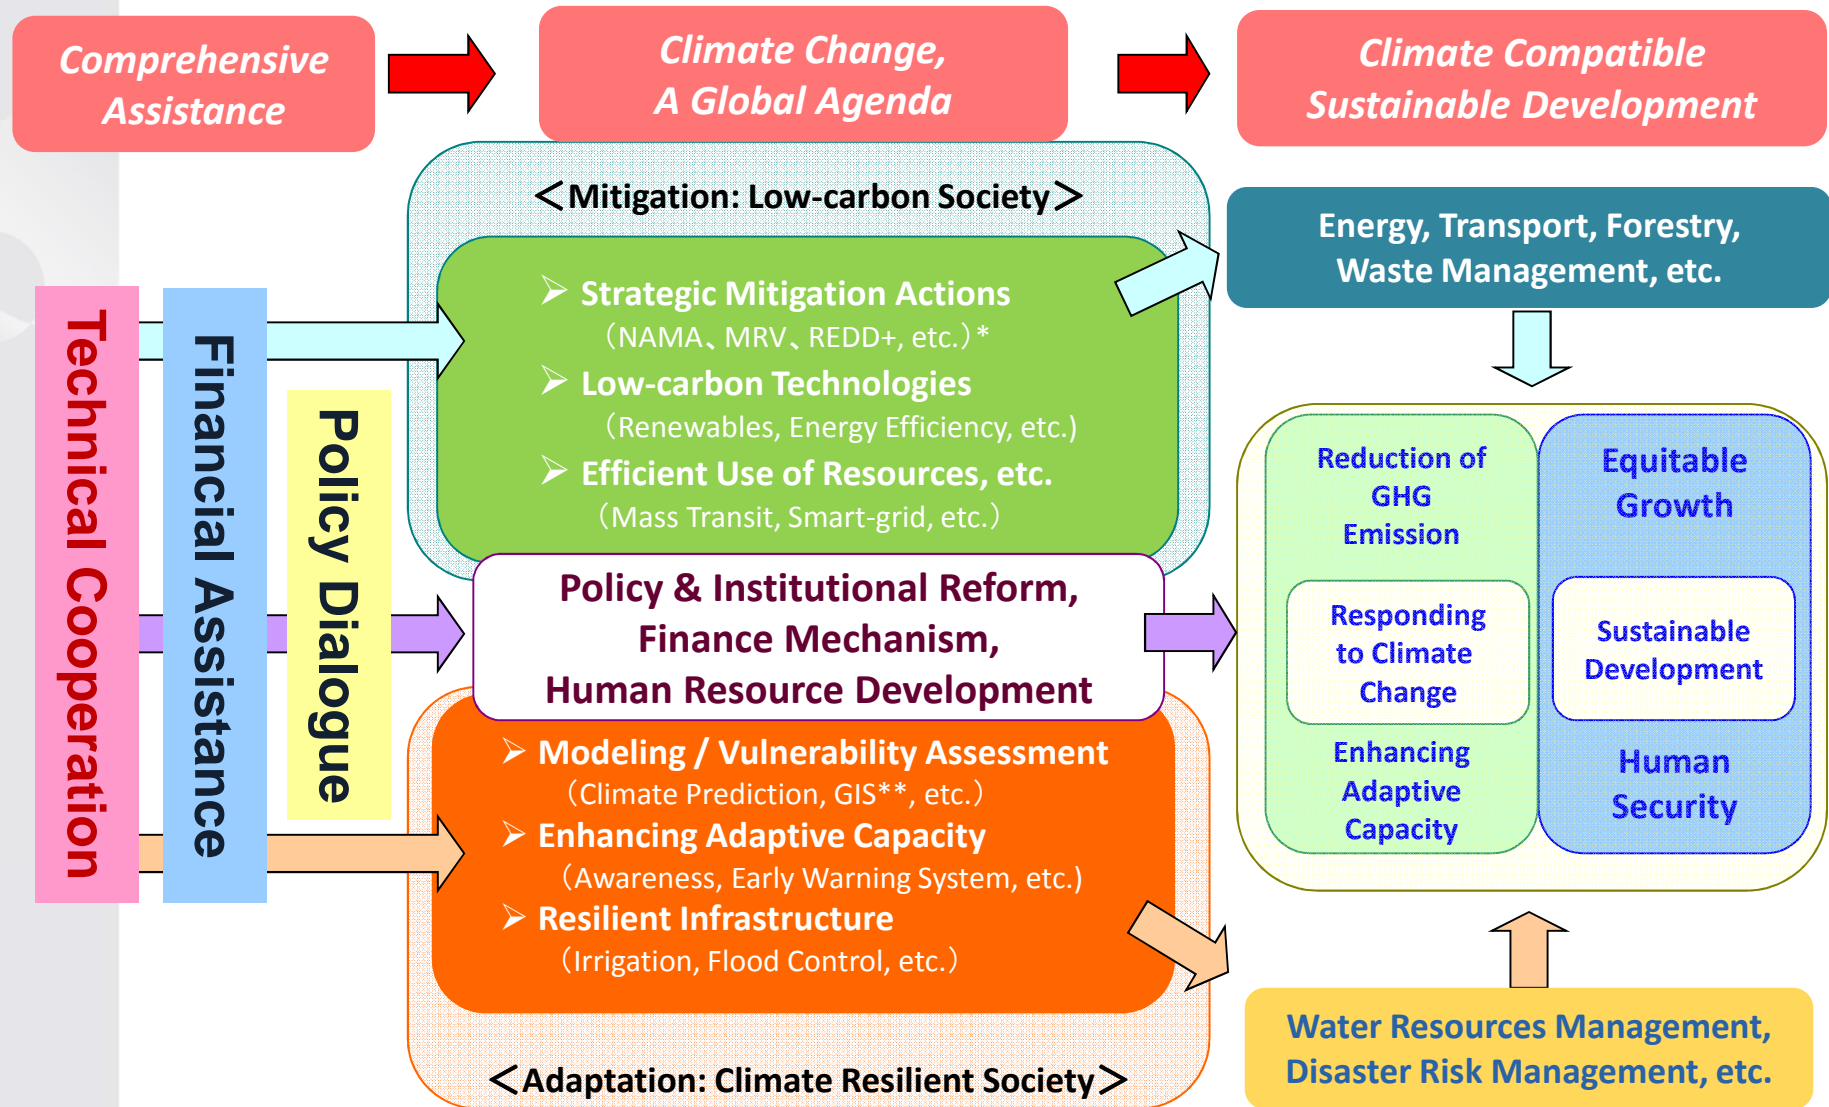 Comprehensive
Assistance
Climate Change,
A Global Agenda
Climate Compatible
Sustainable Development
Technical Cooperation
Financial Assistance
Policy Dialogue
＜Mitigation: Low-carbon Society＞
➢ Strategic Mitigation Actions
（NAMA、MRV、REDD+, etc.）*
➢ Low-carbon Technologies
（Renewables, Energy Efficiency, etc.)
➢ Efficient Use of Resources, etc.
（Mass Transit, Smart-grid, etc.）
Policy & Institutional Reform,
Finance Mechanism,
Human Resource Development
➢ Modeling / Vulnerability Assessment
（Climate Prediction, GIS**, etc.）
➢ Enhancing Adaptive Capacity
（Awareness, Early Warning System, etc.)
➢ Resilient Infrastructure
（Irrigation, Flood Control, etc.）
＜Adaptation: Climate Resilient Society＞
Energy, Transport, Forestry,
Waste Management, etc.
Reduction of
GHG
Emission
Responding
to Climate
Change
Enhancing
Adaptive
Capacity
Equitable
Growth
Sustainable
Development
Human
Security
Water Resources Management,
Disaster Risk Management, etc.